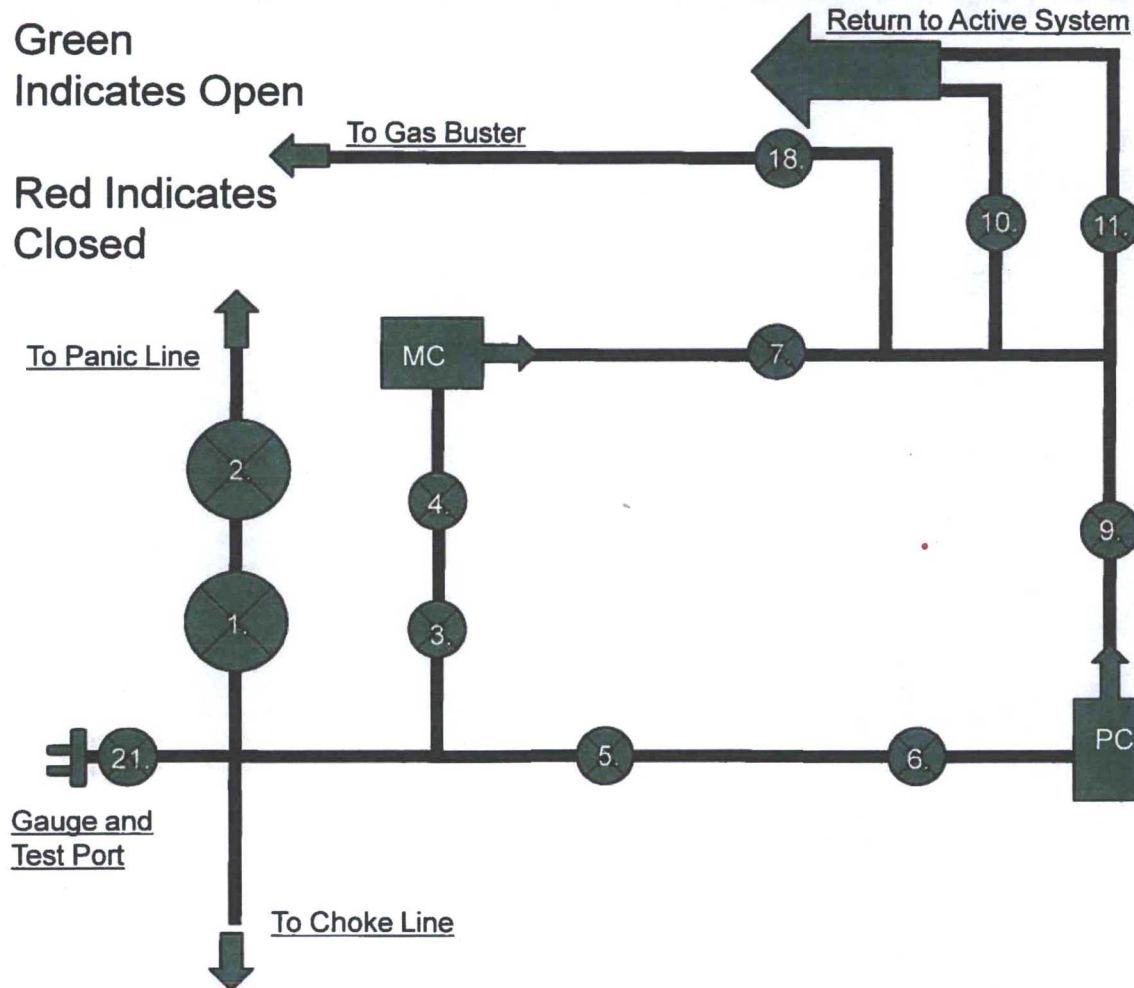 Green
Indicates Open
Return to Active System
To Gas Buster
18.
Red Indicates
Closed
10.
11.
To Panic Line
MC
7.
2.
4.
9.
1.
3.
21.
5.
6.
PC
Gauge and
Test Port
To Choke Line